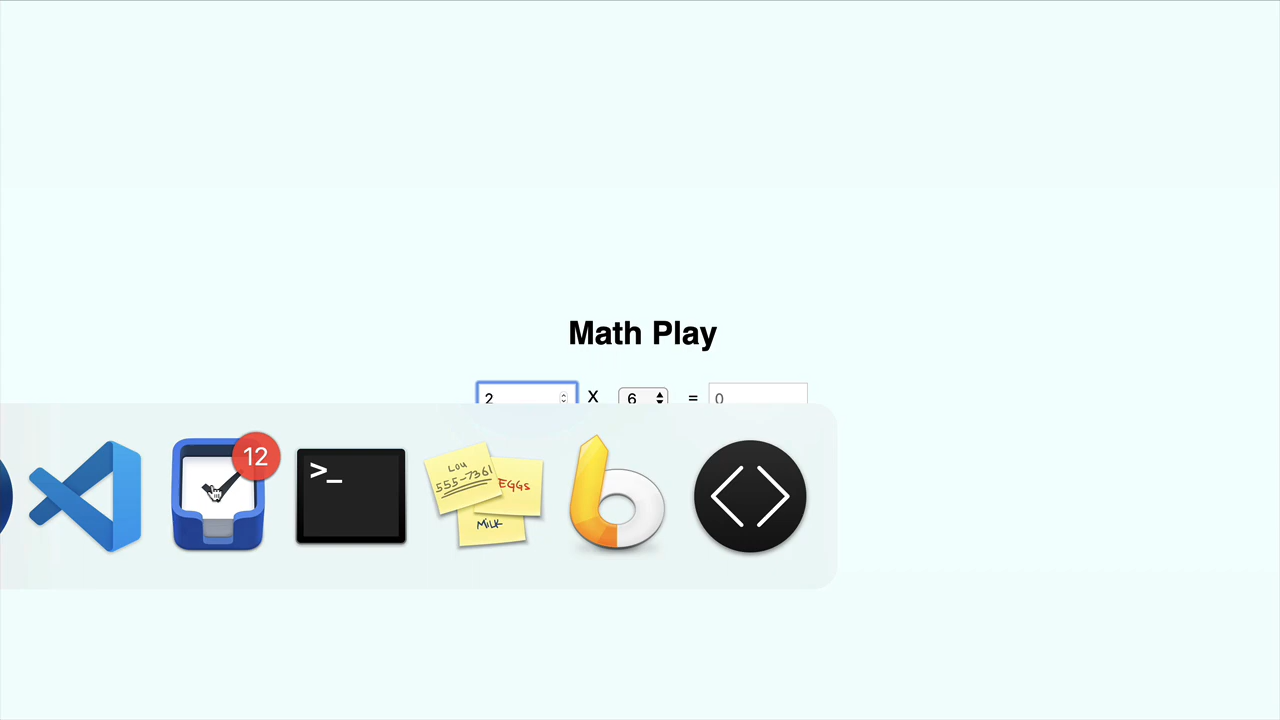 Math Play
2 X 6 = 0
12
>_
LOU
555-7361
EGGS
MILK